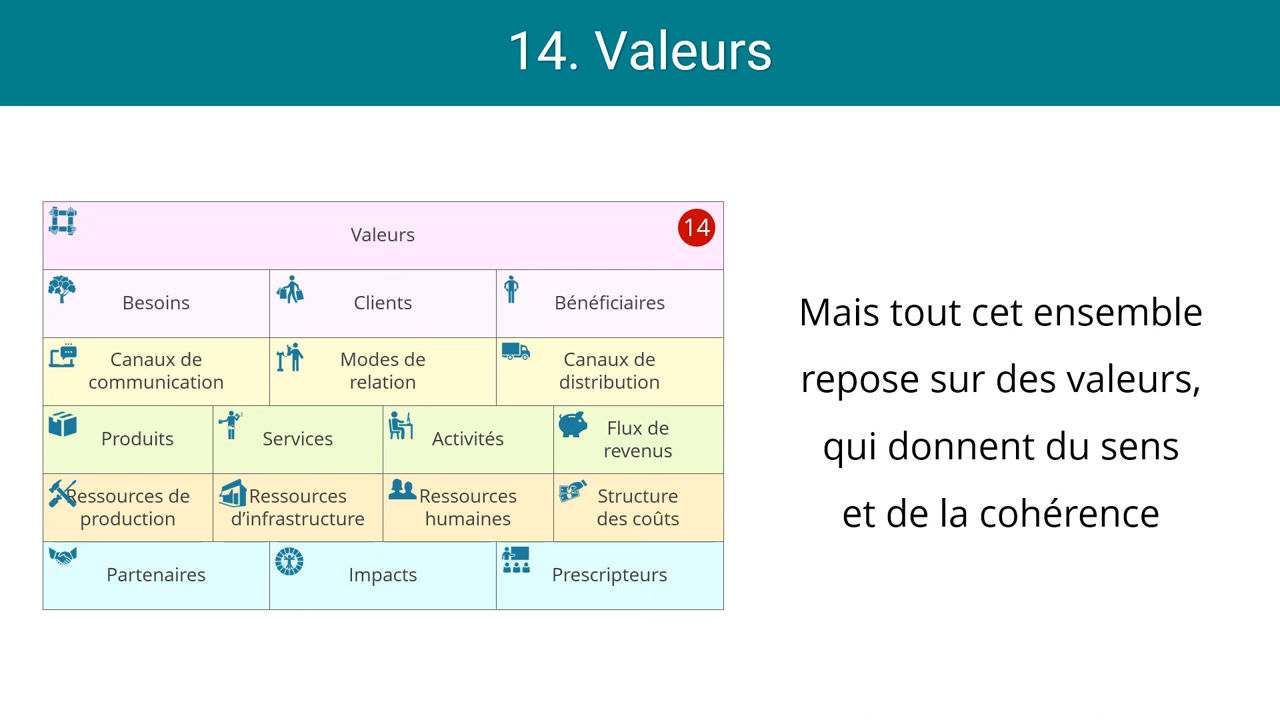 14. Valeurs
Valeurs
14
Besoins
Clients
Bénéficiaires
Canaux de
communication
Modes de
relation
Canaux de
distribution
Produits
Services
Activités
Flux de
revenus
Ressources de
production
Ressources
d’infrastructure
Ressources
humaines
Structure
des coûts
Partenaires
Impacts
Prescripteurs
Mais tout cet ensemble
repose sur des valeurs,
qui donnent du sens
et de la cohérence